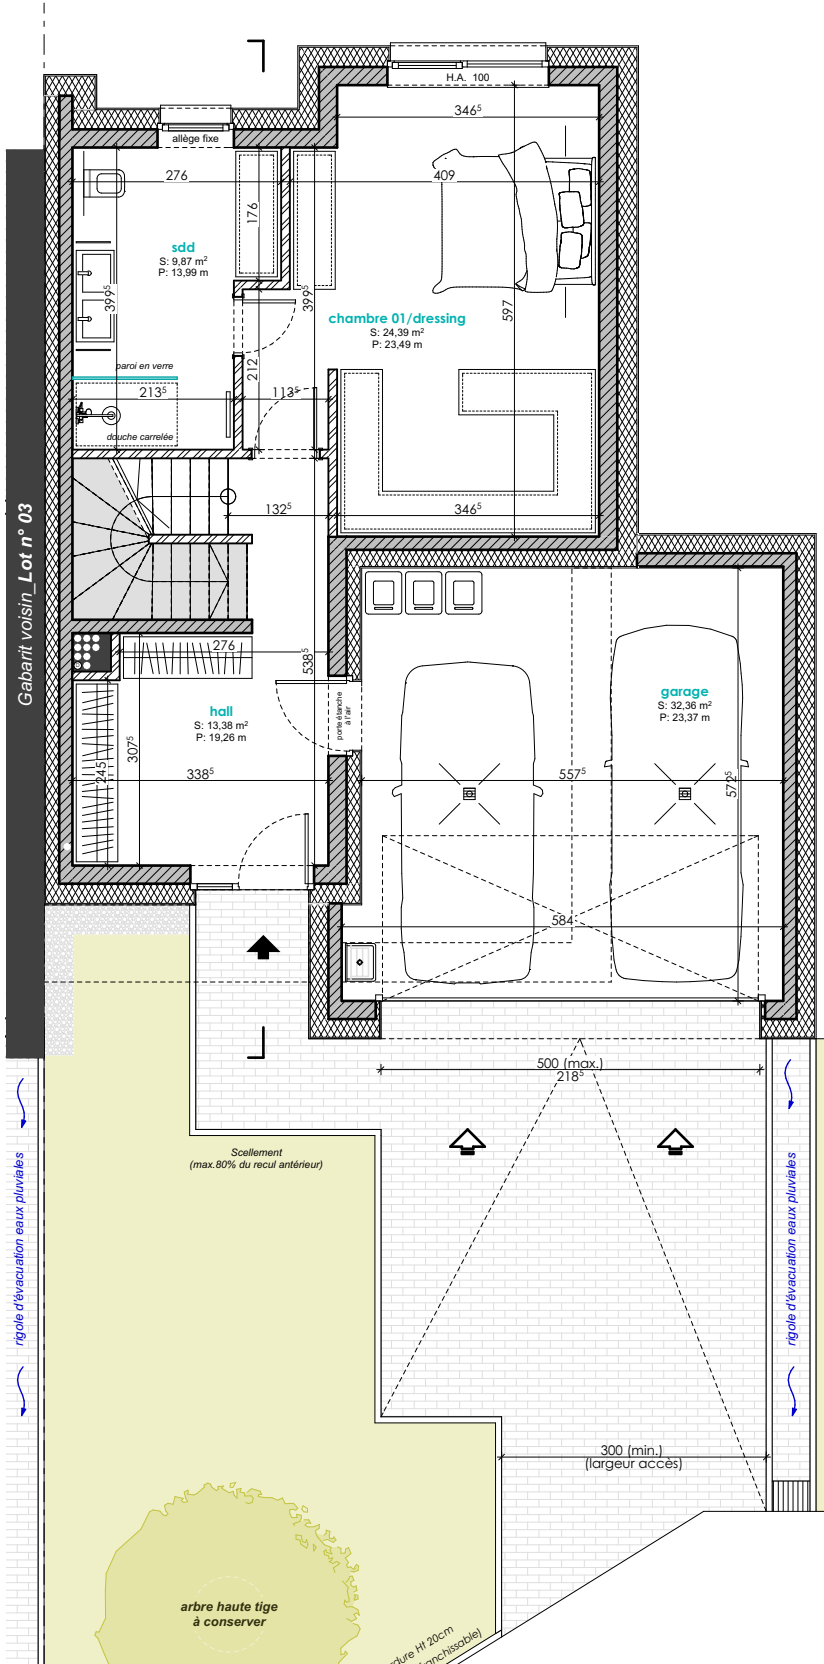 H.A. 100
346⁵
allège fixe
276
409
176
sdd
S: 9,87 m²
P: 13,99 m
399⁵
399⁵
597
chambre 01/dressing
S: 24,39 m²
P: 23,49 m
212
paroi en verre
213⁵
113⁵
douche carrelée
132⁵
346⁵
Gabarit voisin_Lot n° 03
276
538⁵
hall
S: 13,38 m²
P: 19,26 m
porte étanche
à l'air
garage
S: 32,36 m²
P: 23,37 m
307⁵
245
338⁵
557⁵
572⁵
584
500 (max.)
218⁵
Scellement
(max.80% du recul antérieur)
rigole d'évacuation eaux pluviales
rigole d'évacuation eaux pluviales
300 (min.)
(largeur accès)
arbre haute tige
à conserver
Ht 20cm